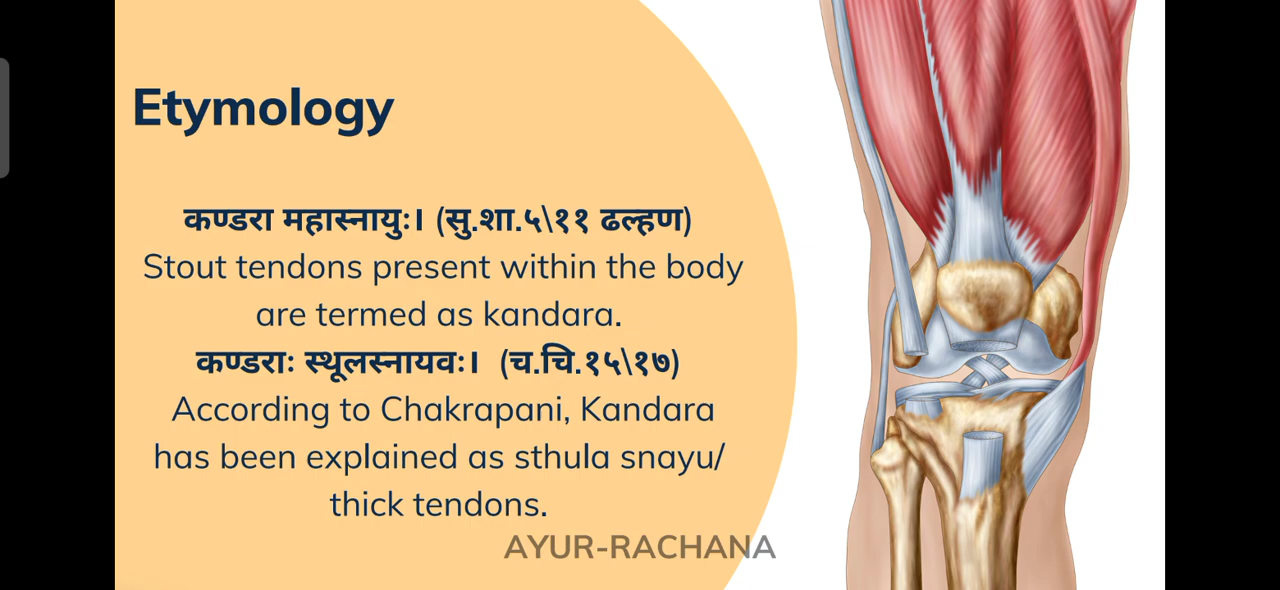 Etymology
कण्डरा महास्नायुः। (सु.शा.५\११ ढल्हण)
Stout tendons present within the body
are termed as kandara.
कण्डराः स्थूलस्नायवः। (च.चि.१५\१७)
According to Chakrapani, Kandara
has been explained as sthula snayu/
thick tendons.
AYUR-RACHANA